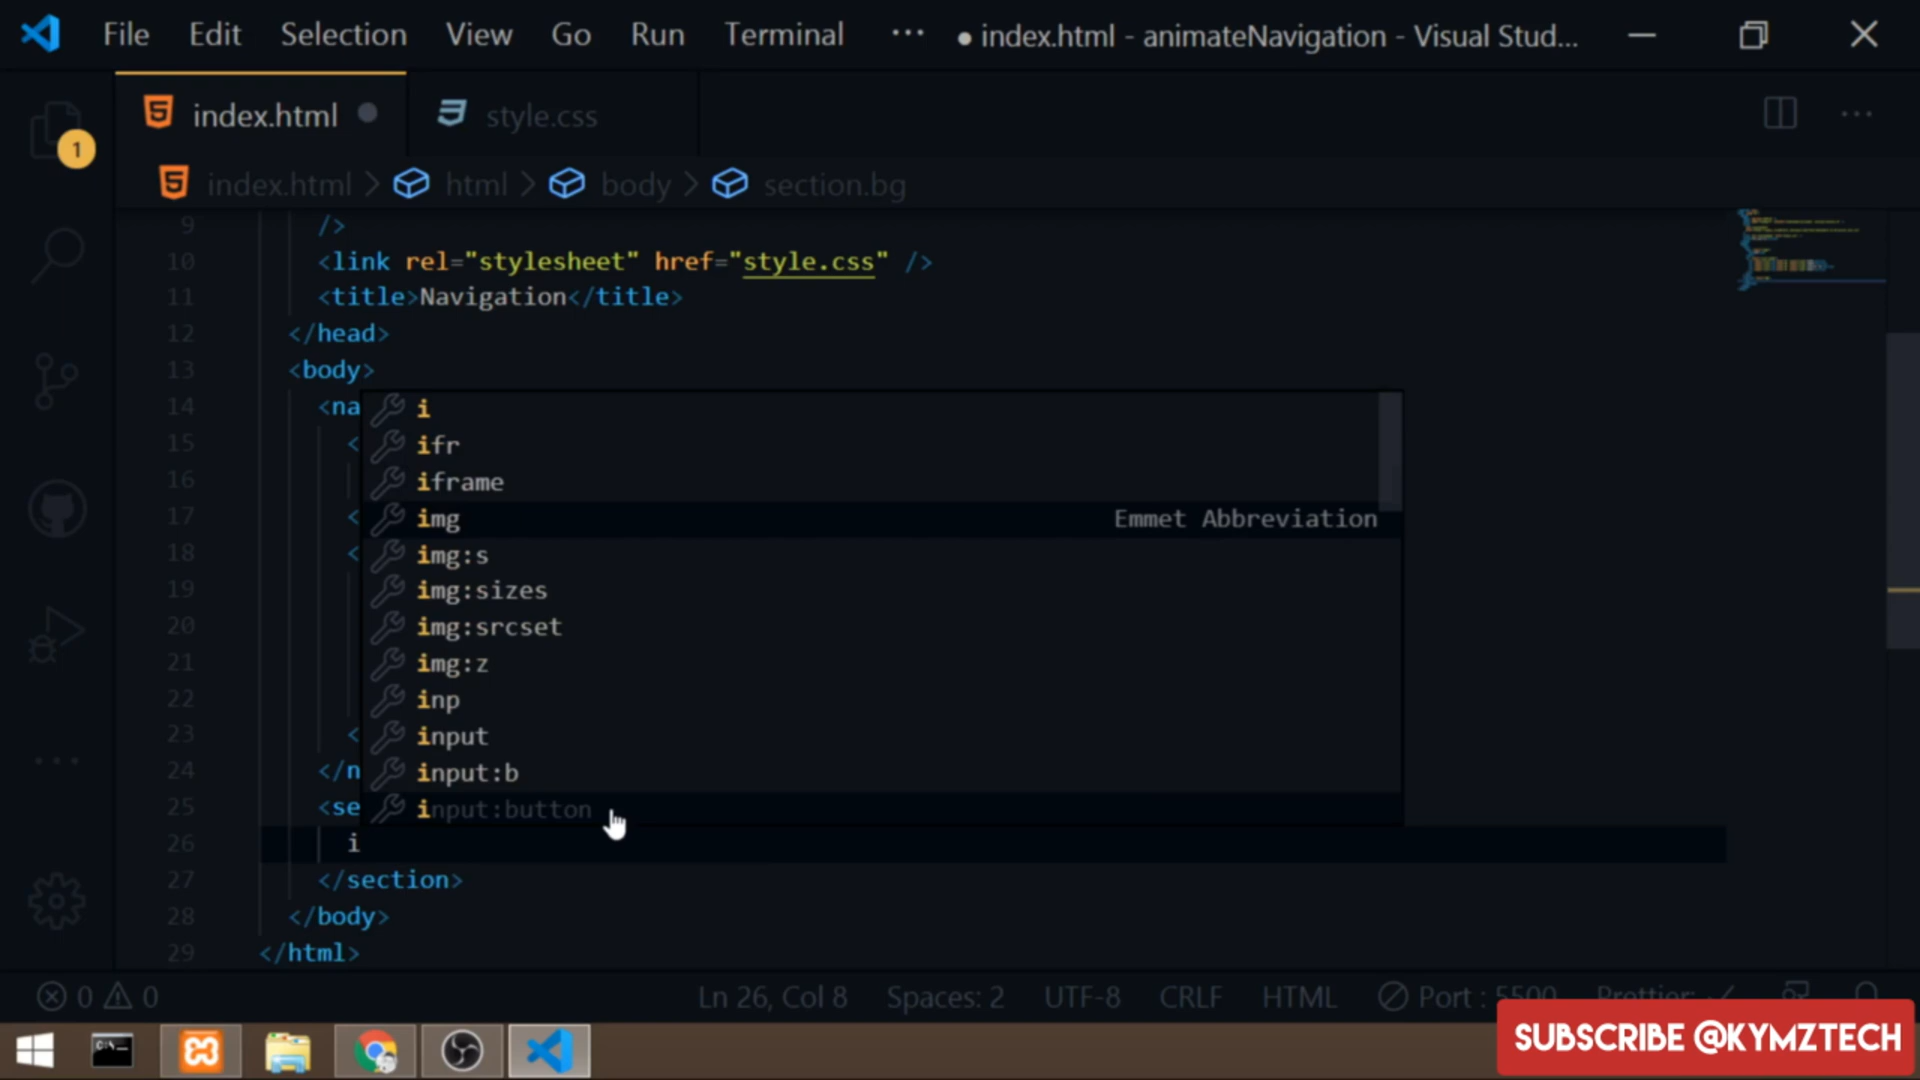 File Edit Selection View Go Run Terminal ··· ● index.html - animateNavigation - Visual Stud...
index.html ● style.css ···
1
index.html > html > body > section.bg
9 />
10 <link rel="stylesheet" href="style.css" />
11 <title>Navigation</title>
12 </head>
13 <body>
14 <na
i
15 <
ifr
16
iframe
17 <
img Emmet Abbreviation
18 <
img:s
19
img:sizes
20
img:srcset
21
img:z
22
inp
23 <
input
24 </n
input:b
25 <se
input:button
26 i
27 </section>
28 </body>
29 </html>
0 0 Ln 26, Col 8 Spaces: 2 UTF-8 CRLF HTML Port : 5500 Prettier: ✓
SUBSCRIBE @KYMZTECH